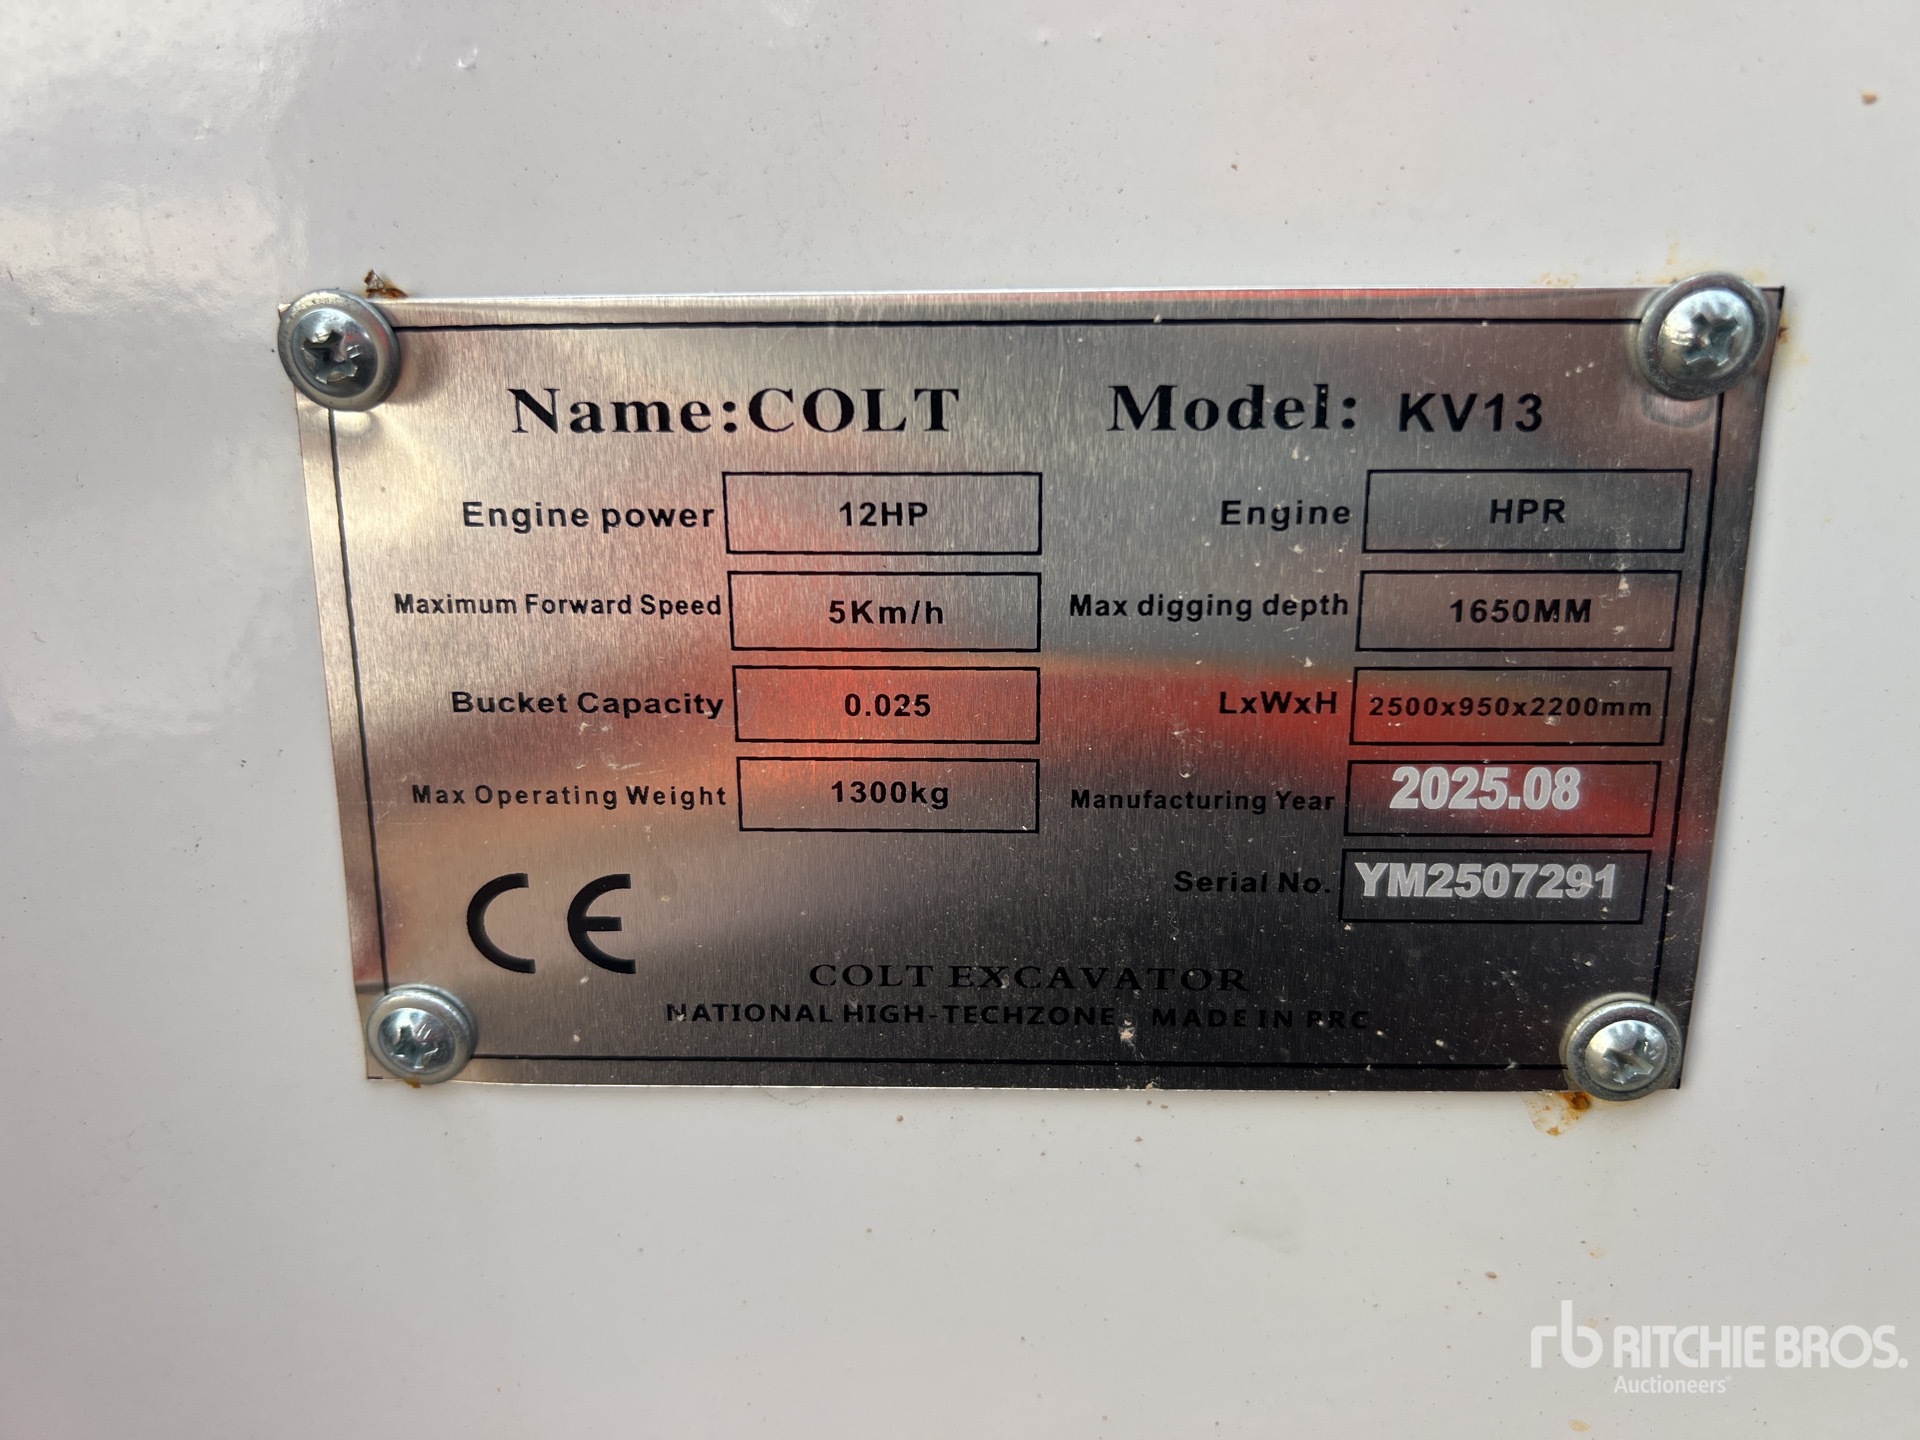 Name:COLT Model: KV13
Engine power 12HP Engine HPR
Maximum Forward Speed 5Km/h Max digging depth 1650MM
Bucket Capacity 0.025 LxWxH 2500x950x2200mm
Max Operating Weight 1300kg Manufacturing Year 2025.08
Serial No. YM2507291
CE
COLT EXCAVATOR
NATIONAL HIGH-TECHZONE. MADE IN PRC
rb RITCHIE BROS.
Auctioneers